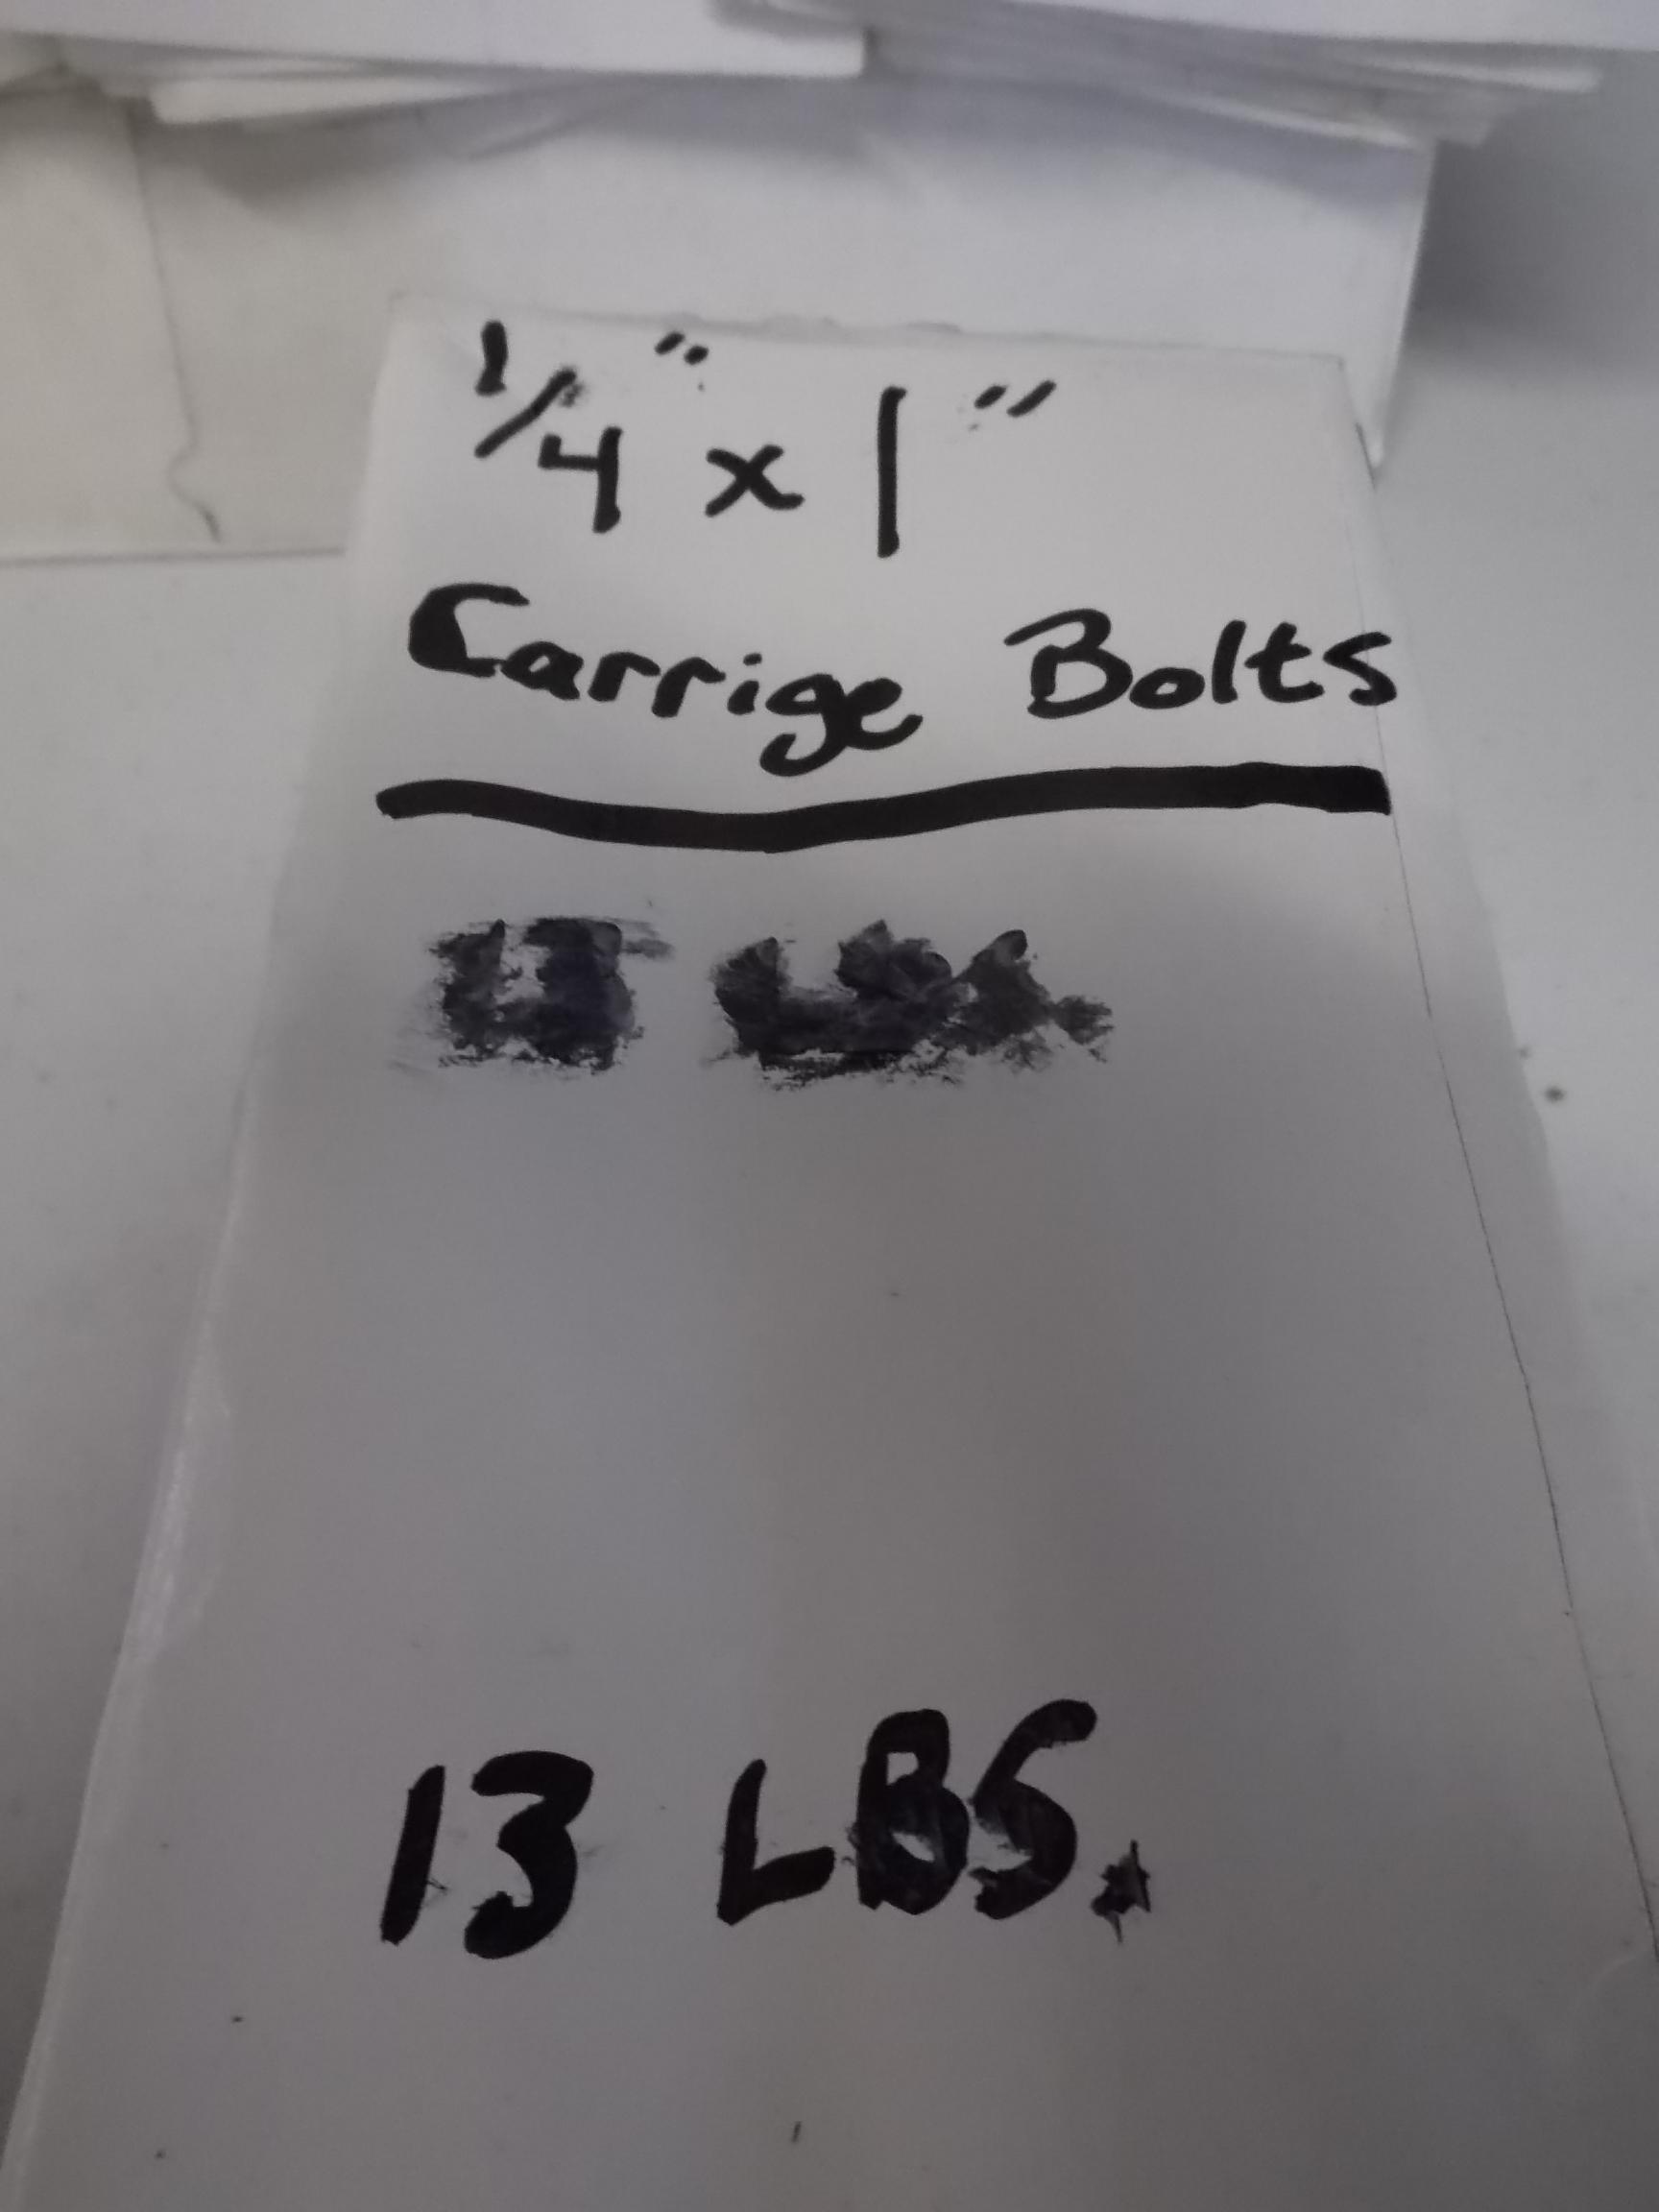 1/4" x 1"
Carrige Bolts
13 LBS.